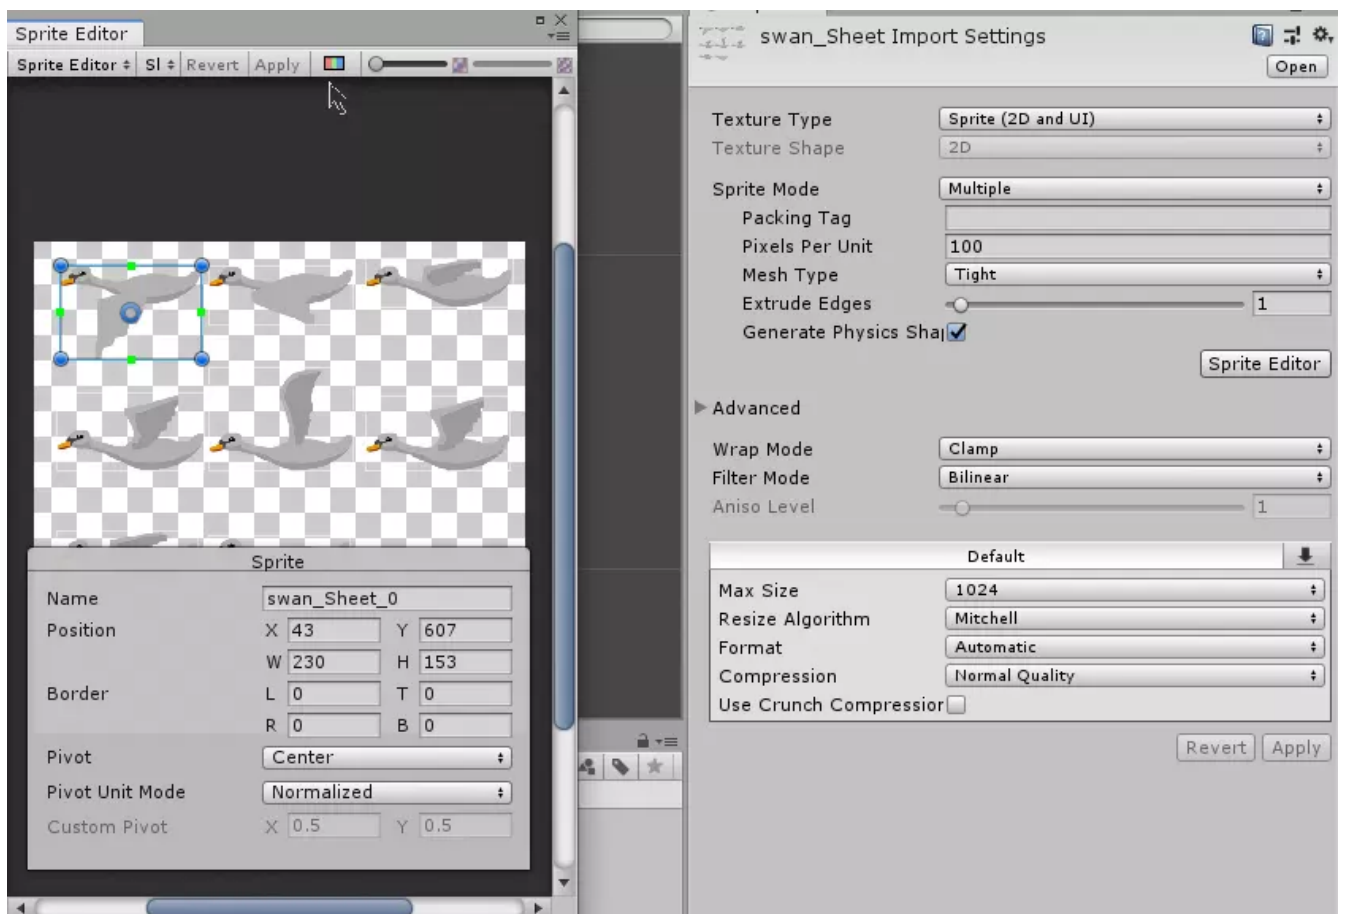 Sprite Editor
Sprite Editor Sl Revert Apply
Name swan_Sheet_0
Sprite
Position X 43 Y 607
W 230 H 153
Border L 0 T 0
R 0 B 0
Pivot Center
Pivot Unit Mode Normalized
Custom Pivot X 0.5 Y 0.5
swan_Sheet Import Settings
Open
Texture Type Sprite (2D and UI)
Texture Shape 2D
Sprite Mode Multiple
Packing Tag
Pixels Per Unit 100
Mesh Type Tight
Extrude Edges 1
Generate Physics Shap
Sprite Editor
Advanced
Wrap Mode Clamp
Filter Mode Bilinear
Aniso Level 1
Default
Max Size 1024
Resize Algorithm Mitchell
Format Automatic
Compression Normal Quality
Use Crunch Compression
Revert Apply